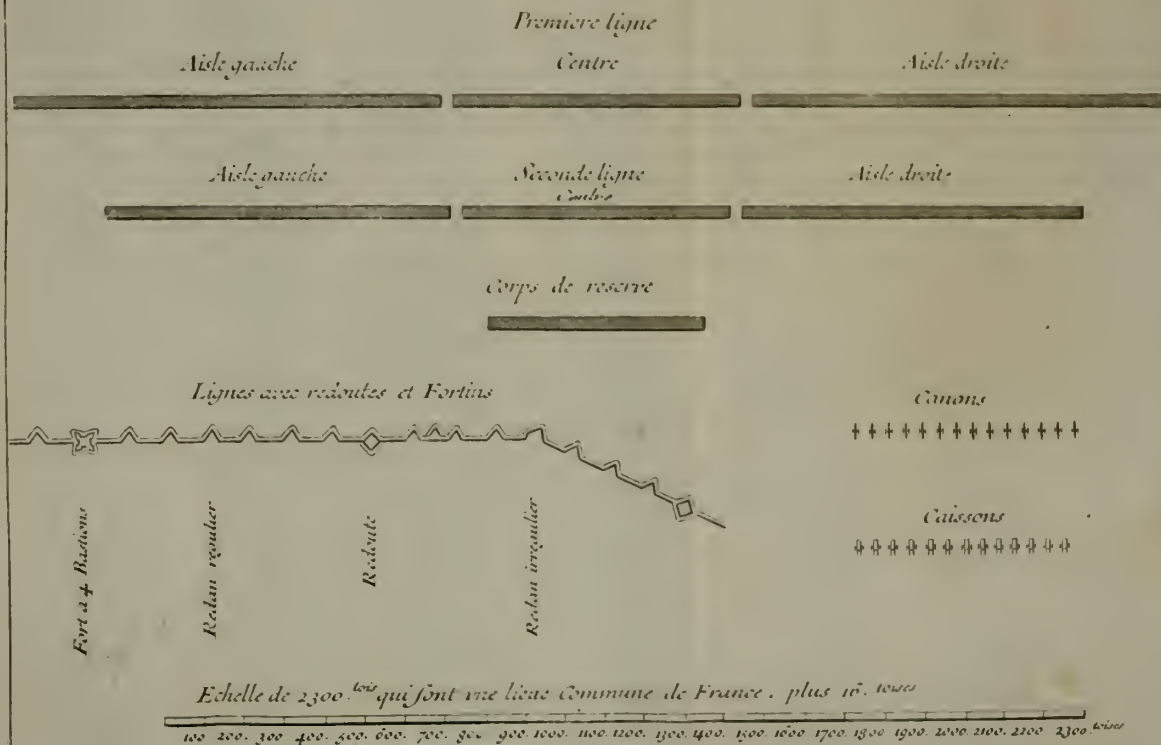 Premiere ligne
Aisle gauche Centre Aisle droite
Aisle gauche Seconde ligne Aisle droite
Centre
Corps de reserve
Lignes avec redoutes et Fortins
Canons
Caissons
Fort a 4 Bastions
Redan régulier
Redoute
Redan irregulier
Echelle de 2300. tois qui font une lieue Commune de France. plus 16. toises
100 200. 300 400. 500. 600. 700. 800 900. 1000. 1100. 1200. 1300. 1400. 1500. 1600 1700. 1800 1900. 2000. 2100. 2200 2300. toises